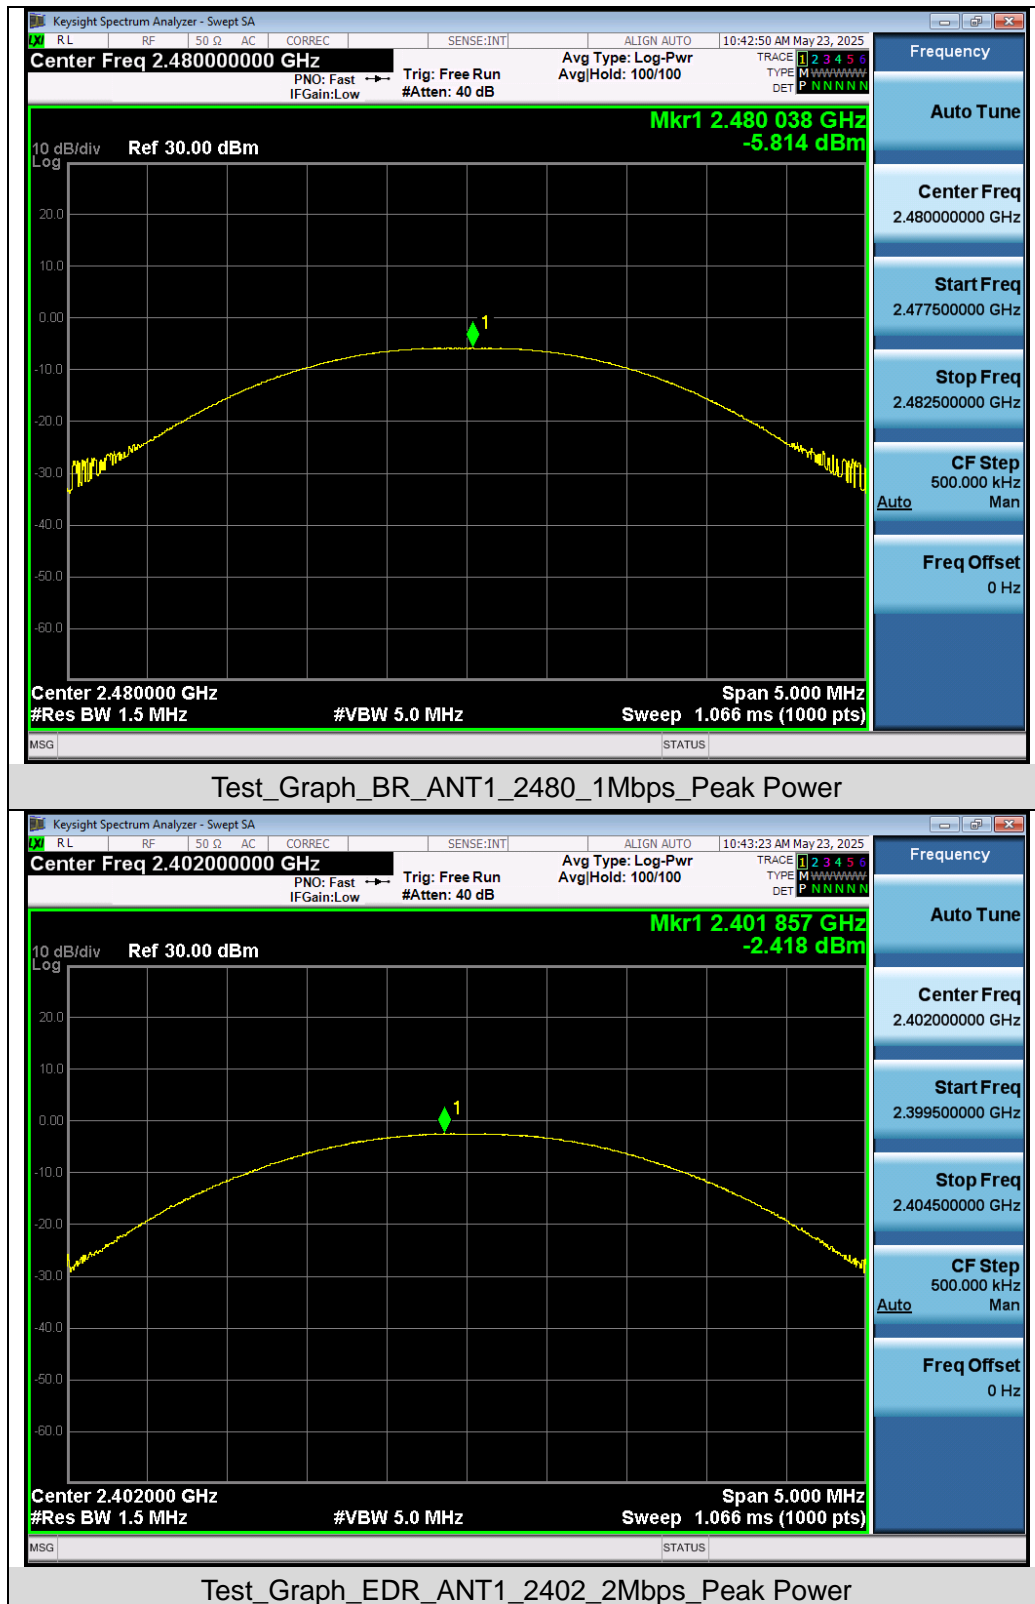 Keysight Spectrum Analyzer - Swept SA
LXI RL RF 50 Ω AC CORREC SENSE:INT ALIGN AUTO 10:42:50 AM May 23, 2025
Center Freq 2.480000000 GHz
PNO: Fast
IFGain:Low
Trig: Free Run
#Atten: 40 dB
Avg Type: Log-Pwr
Avg|Hold: 100/100
TRACE 1 2 3 4 5 6
TYPE M WWWWW
DET P N N N N N
Mkr1 2.480 038 GHz
-5.814 dBm
10 dB/div Ref 30.00 dBm
Log
20.0
10.0
0.00
1
-10.0
-20.0
-30.0
-40.0
-50.0
-60.0
Center 2.480000 GHz Span 5.000 MHz
#Res BW 1.5 MHz #VBW 5.0 MHz Sweep 1.066 ms (1000 pts)
MSG STATUS
Frequency
Auto Tune
Center Freq
2.480000000 GHz
Start Freq
2.477500000 GHz
Stop Freq
2.482500000 GHz
CF Step
500.000 kHz
Auto Man
Freq Offset
0 Hz
Test_Graph_BR_ANT1_2480_1Mbps_Peak Power
Keysight Spectrum Analyzer - Swept SA
LXI RL RF 50 Ω AC CORREC SENSE:INT ALIGN AUTO 10:43:23 AM May 23, 2025
Center Freq 2.402000000 GHz
PNO: Fast
IFGain:Low
Trig: Free Run
#Atten: 40 dB
Avg Type: Log-Pwr
Avg|Hold: 100/100
TRACE 1 2 3 4 5 6
TYPE M WWWWW
DET P N N N N N
Mkr1 2.401 857 GHz
-2.418 dBm
10 dB/div Ref 30.00 dBm
Log
20.0
10.0
0.00
1
-10.0
-20.0
-30.0
-40.0
-50.0
-60.0
Center 2.402000 GHz Span 5.000 MHz
#Res BW 1.5 MHz #VBW 5.0 MHz Sweep 1.066 ms (1000 pts)
MSG STATUS
Frequency
Auto Tune
Center Freq
2.402000000 GHz
Start Freq
2.399500000 GHz
Stop Freq
2.404500000 GHz
CF Step
500.000 kHz
Auto Man
Freq Offset
0 Hz
Test_Graph_EDR_ANT1_2402_2Mbps_Peak Power